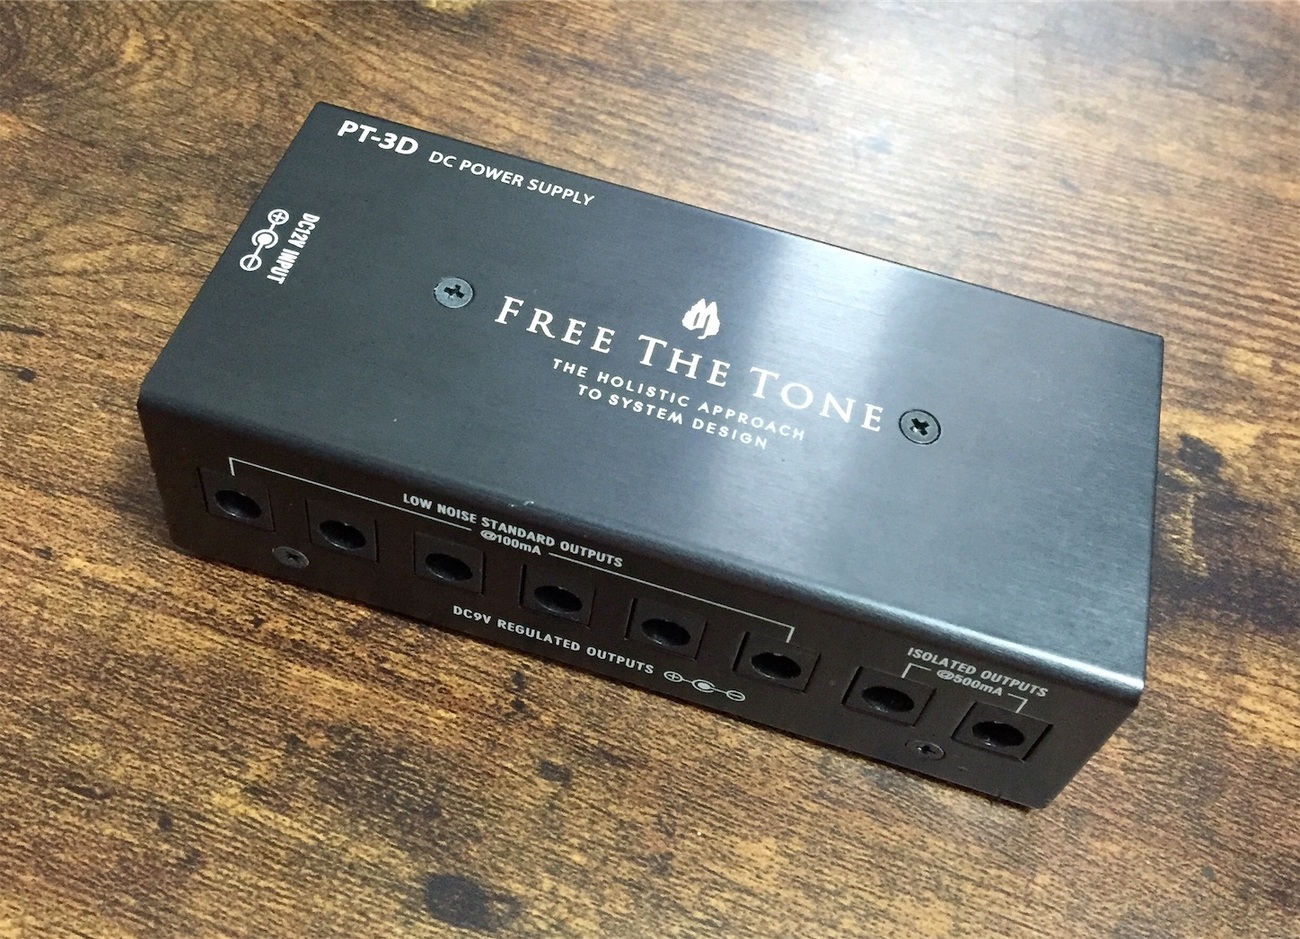 PT-3D DC POWER SUPPLY
DC12V INPUT
FREE THE TONE
THE HOLISTIC APPROACH
TO SYSTEM DESIGN
LOW NOISE STANDARD OUTPUTS
@100mA
DC9V REGULATED OUTPUTS
ISOLATED OUTPUTS
@500mA